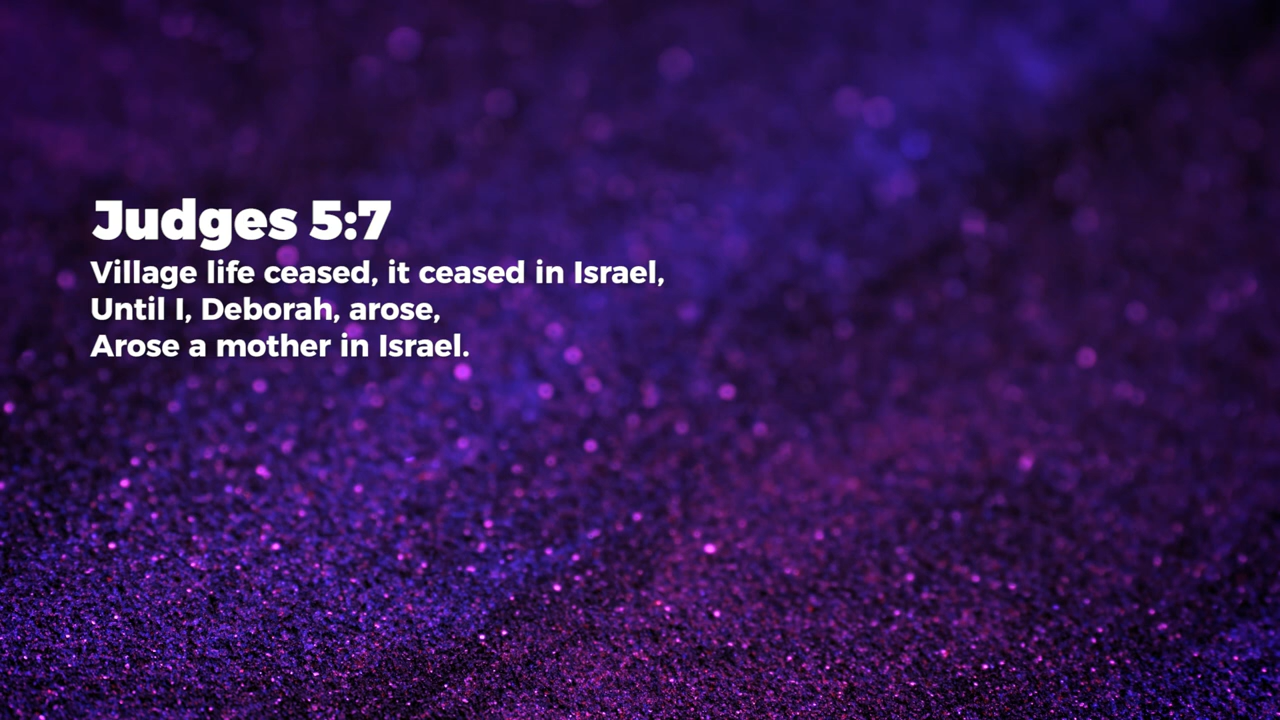 Judges 5:7
Village life ceased, it ceased in Israel,
Until I, Deborah, arose,
Arose a mother in Israel.